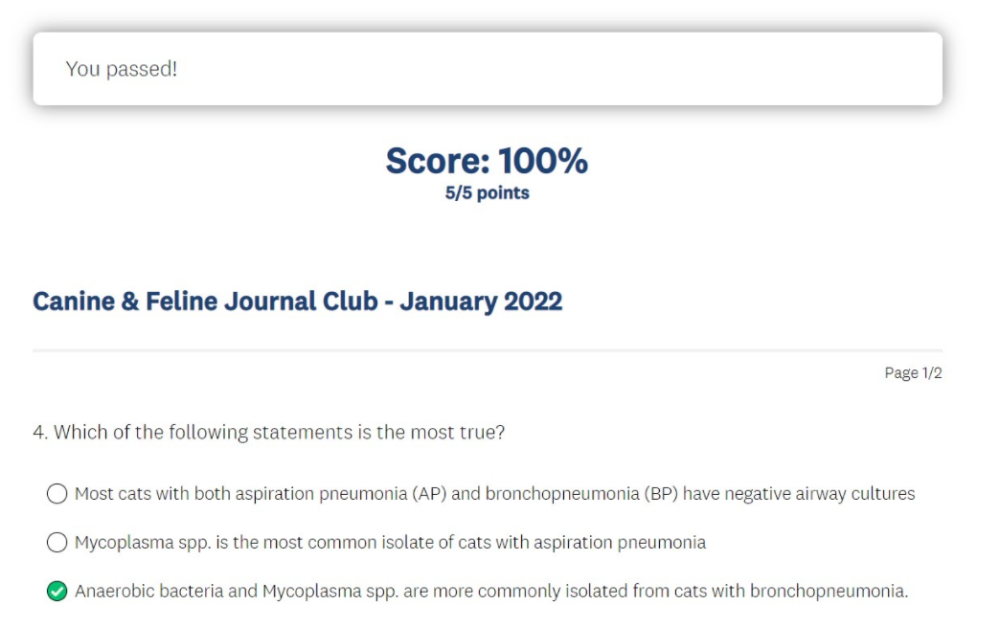 You passed!
Score: 100%
5/5 points
Canine & Feline Journal Club - January 2022
Page 1/2
4. Which of the following statements is the most true?
Most cats with both aspiration pneumonia (AP) and bronchopneumonia (BP) have negative airway cultures
Mycoplasma spp. is the most common isolate of cats with aspiration pneumonia
Anaerobic bacteria and Mycoplasma spp. are more commonly isolated from cats with bronchopneumonia.